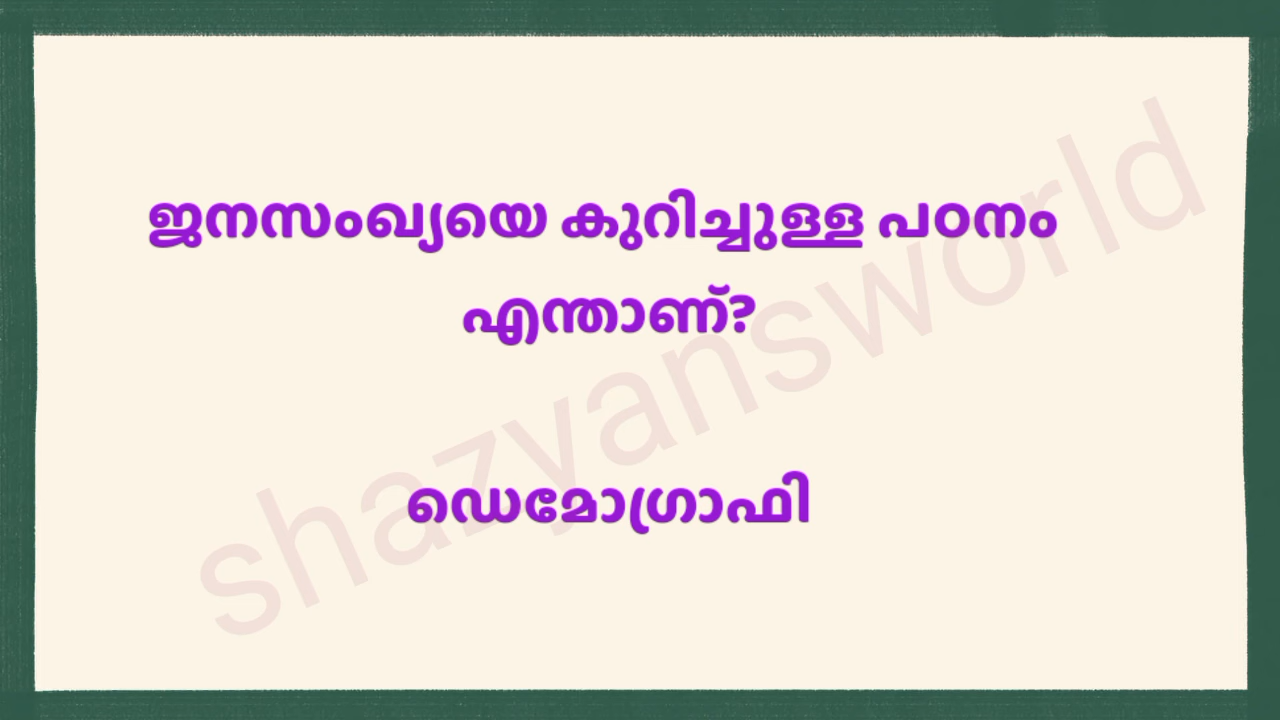 ജനസംഖ്യയെ കുറിച്ചുള്ള പഠനം
എന്താണ്?
ഡെമോഗ്രാഫി
shazyansworld